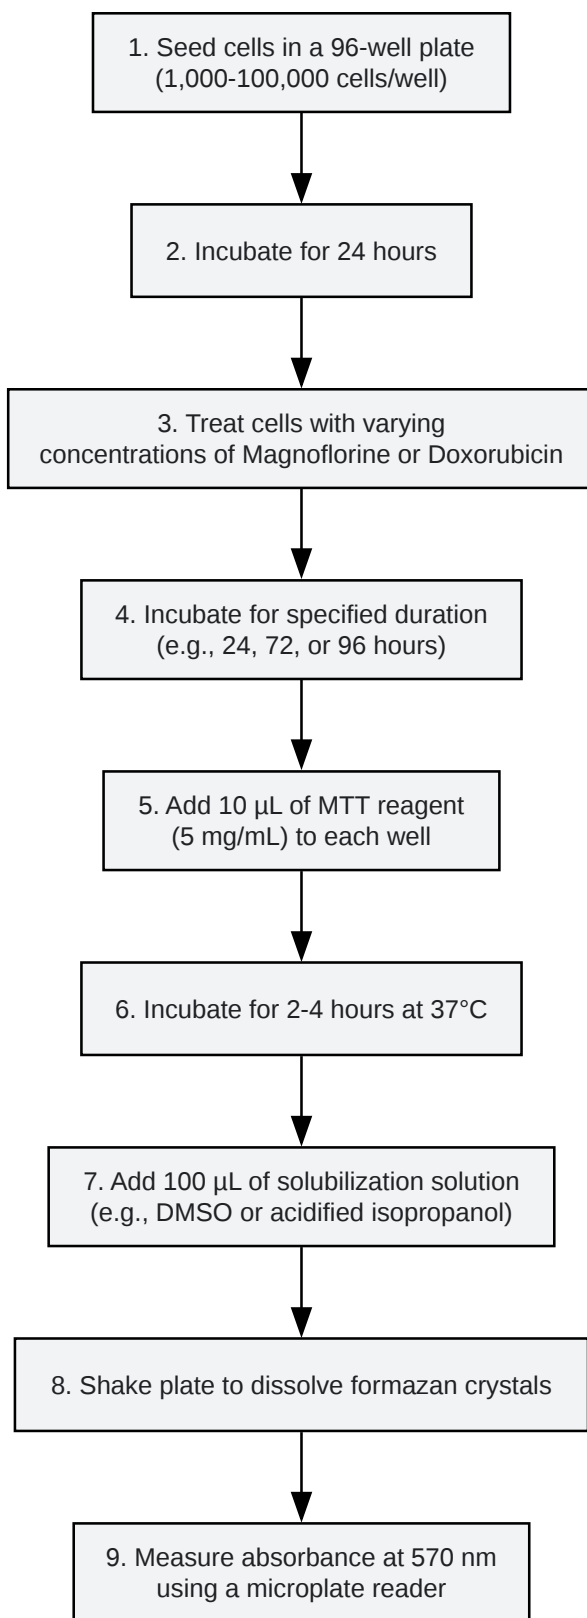 1. Seed cells in a 96-well plate
(1,000-100,000 cells/well)
2. Incubate for 24 hours
3. Treat cells with varying
concentrations of Magnoflorine or Doxorubicin
4. Incubate for specified duration
(e.g., 24, 72, or 96 hours)
5. Add 10 µL of MTT reagent
(5 mg/mL) to each well
6. Incubate for 2-4 hours at 37°C
7. Add 100 µL of solubilization solution
(e.g., DMSO or acidified isopropanol)
8. Shake plate to dissolve formazan crystals
9. Measure absorbance at 570 nm
using a microplate reader